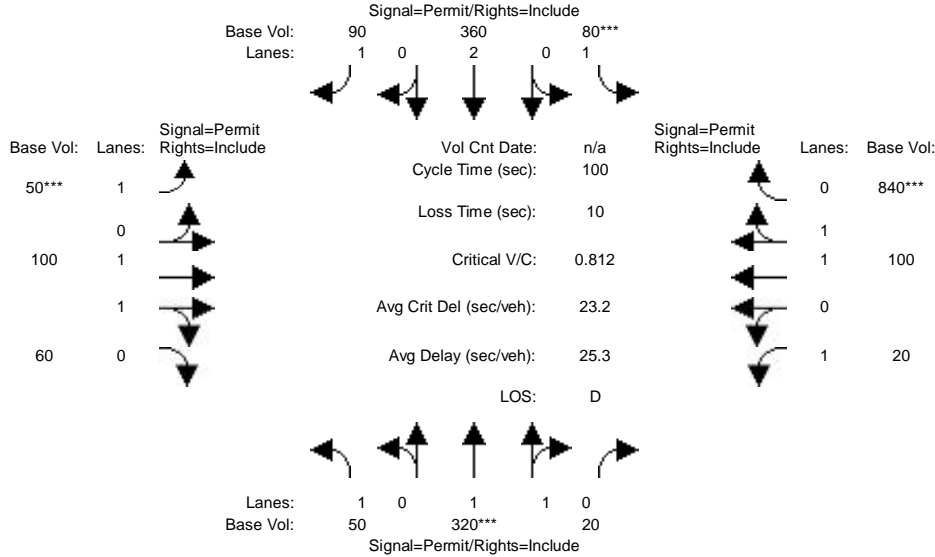 Signal=Permit/Rights=Include
Base Vol: 90 360 80***
Lanes: 1 0 2 0 1
Signal=Permit
Rights=Include
Base Vol: Lanes:
Vol Cnt Date: n/a
Signal=Permit
Rights=Include
Lanes: Base Vol:
Cycle Time (sec): 100
50*** 1
0 840***
Loss Time (sec): 10
0
1
100 1
Critical V/C: 0.812
1 100
1
Avg Crit Del (sec/veh): 23.2
0
60 0
Avg Delay (sec/veh): 25.3
1 20
LOS: D
Lanes: 1 0 1 1 0
Base Vol: 50 320*** 20
Signal=Permit/Rights=Include